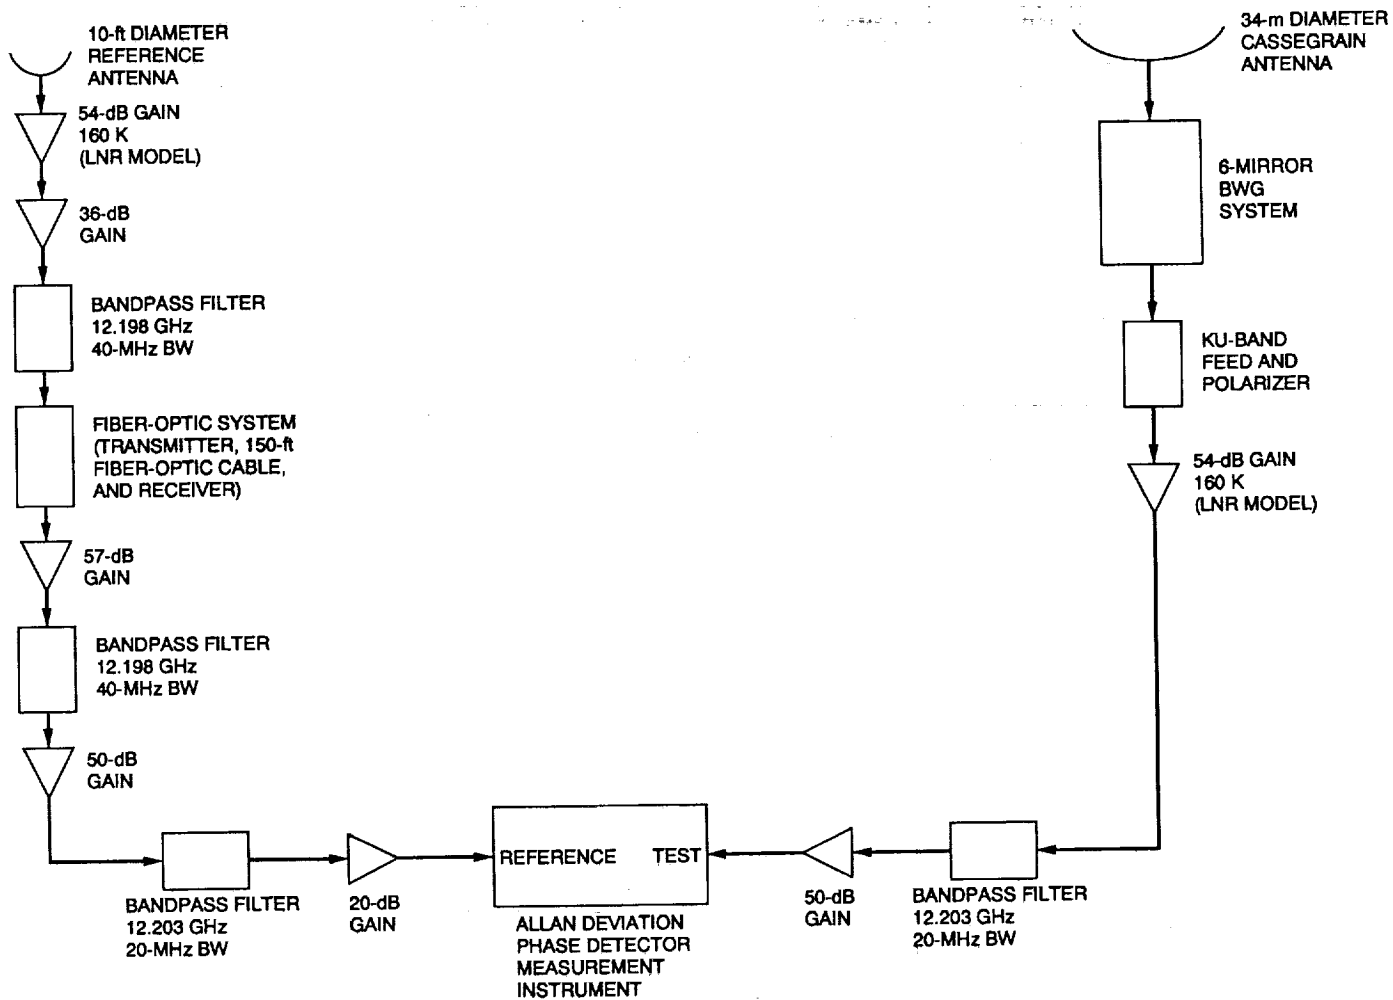 10-ft DIAMETER
REFERENCE
ANTENNA
54-dB GAIN
160 K
(LNR MODEL)
36-dB
GAIN
BANDPASS FILTER
12.198 GHz
40-MHz BW
FIBER-OPTIC SYSTEM
(TRANSMITTER, 150-ft
FIBER-OPTIC CABLE,
AND RECEIVER)
57-dB
GAIN
BANDPASS FILTER
12.198 GHz
40-MHz BW
50-dB
GAIN
BANDPASS FILTER
12.203 GHz
20-MHz BW
20-dB
GAIN
REFERENCE TEST
ALLAN DEVIATION
PHASE DETECTOR
MEASUREMENT
INSTRUMENT
34-m DIAMETER
CASSEGRAIN
ANTENNA
6-MIRROR
BWG
SYSTEM
KU-BAND
FEED AND
POLARIZER
54-dB GAIN
160 K
(LNR MODEL)
BANDPASS FILTER
12.203 GHz
20-MHz BW
50-dB
GAIN